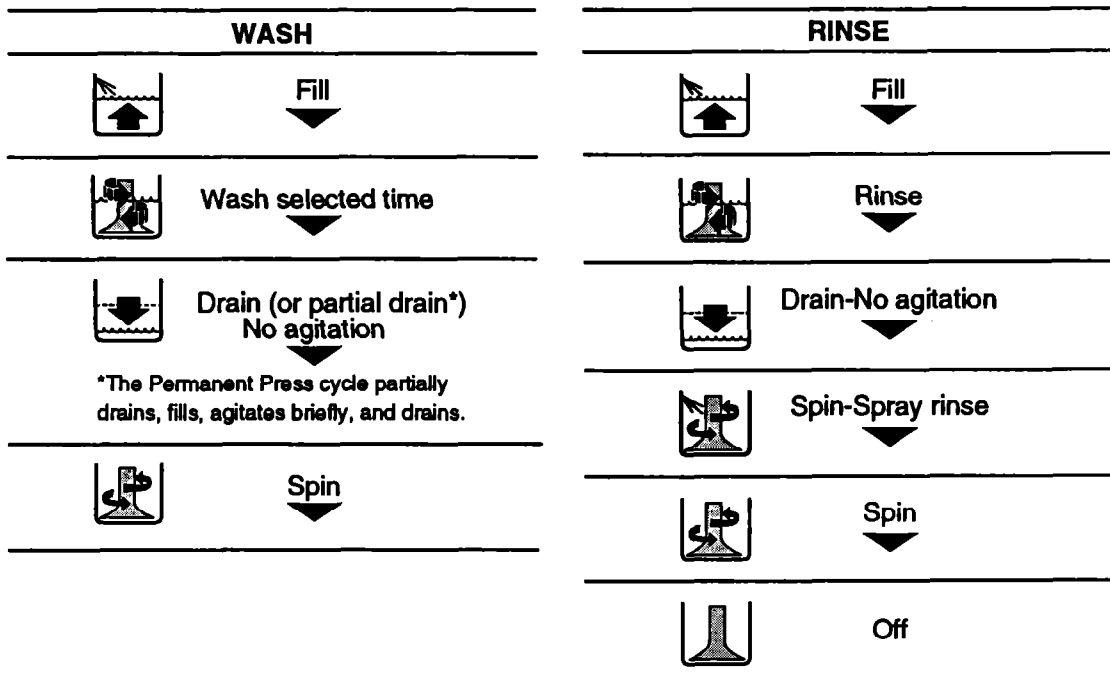 WASH
Fill
Wash selected time
Drain (or partial drain*)
No agitation
*The Permanent Press cycle partially
drains, fills, agitates briefly, and drains.
Spin
RINSE
Fill
Rinse
Drain-No agitation
Spin-Spray rinse
Spin
Off